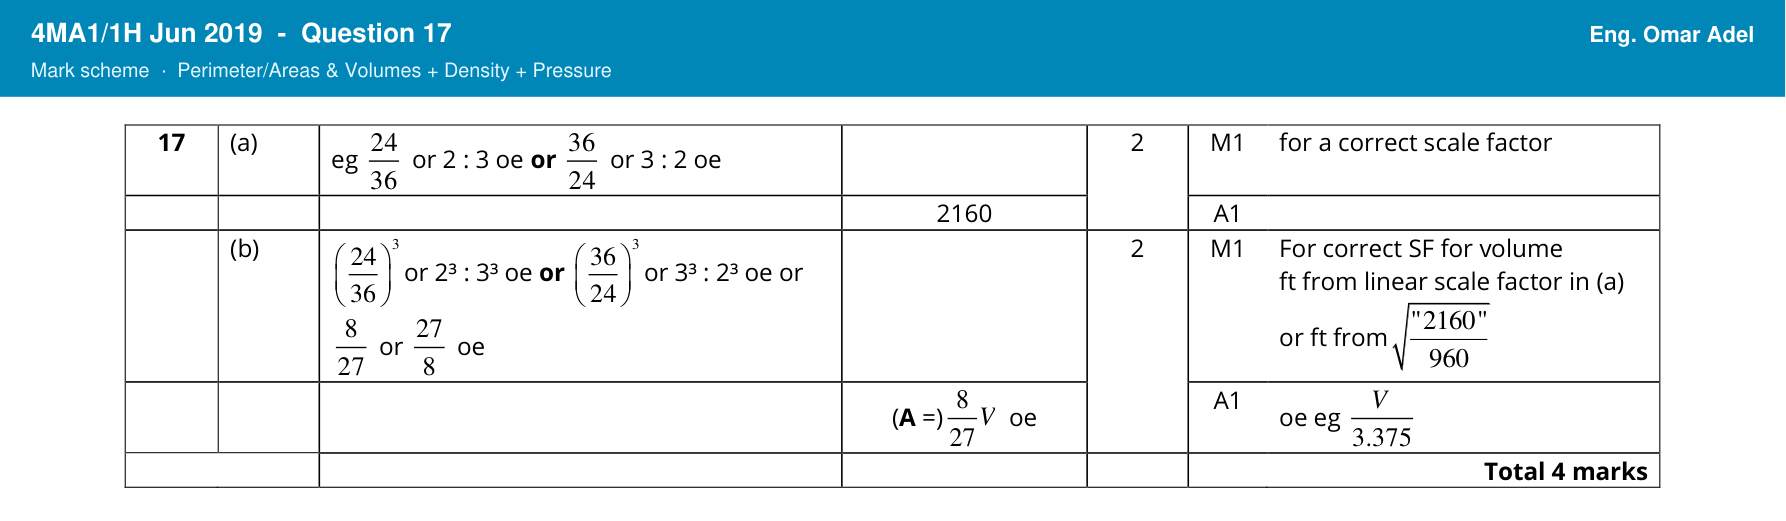 4MA1/1H Jun 2019 - Question 17
Eng. Omar Adel
Mark scheme · Perimeter/Areas & Volumes + Density + Pressure
17 (a) eg 24/36 or 2 : 3 oe or 36/24 or 3 : 2 oe 2 M1 for a correct scale factor
2160 A1
(b) (24/36)³ or 2³ : 3³ oe or (36/24)³ or 3³ : 2³ oe or 2 M1 For correct SF for volume
ft from linear scale factor in (a)
8/27 or 27/8 oe or ft from √("2160"/960)
(A =) 8/27 V oe A1 oe eg V/3.375
Total 4 marks